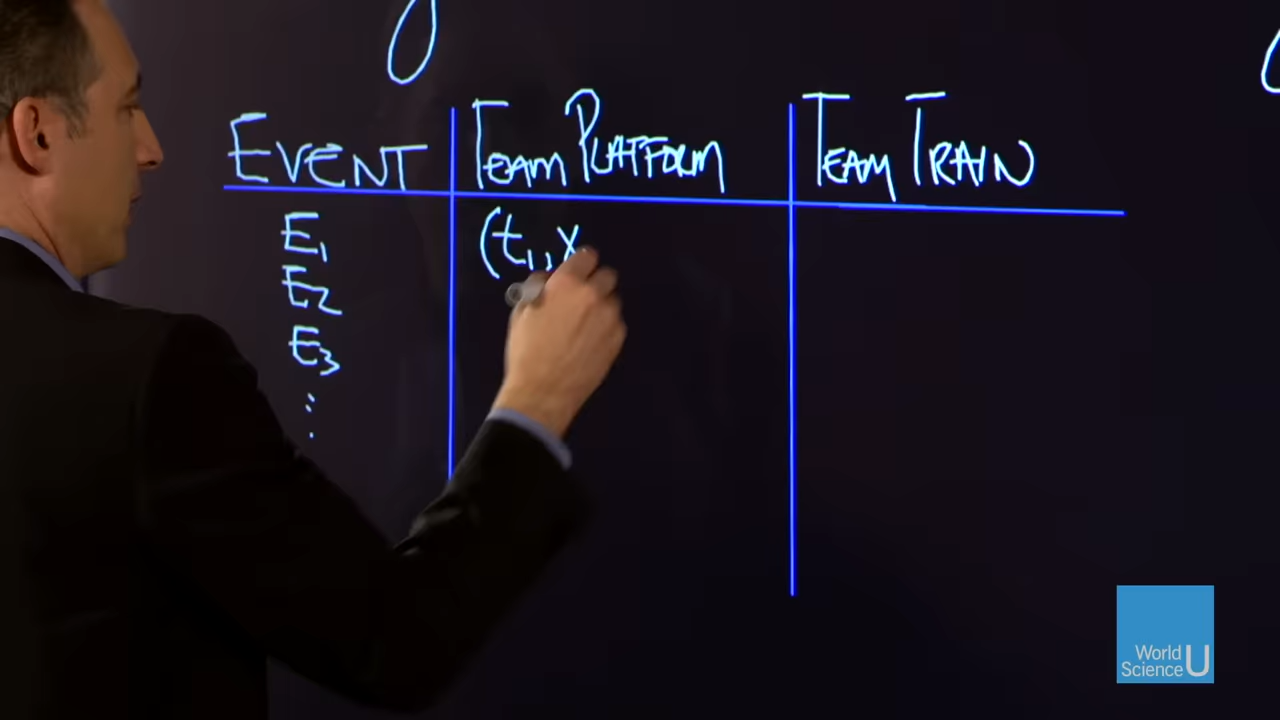 EVENT TEAM PLATFORM TEAM TRAIN
E₁ (t₁, x
E₂
E₃
⋮
World
Science U